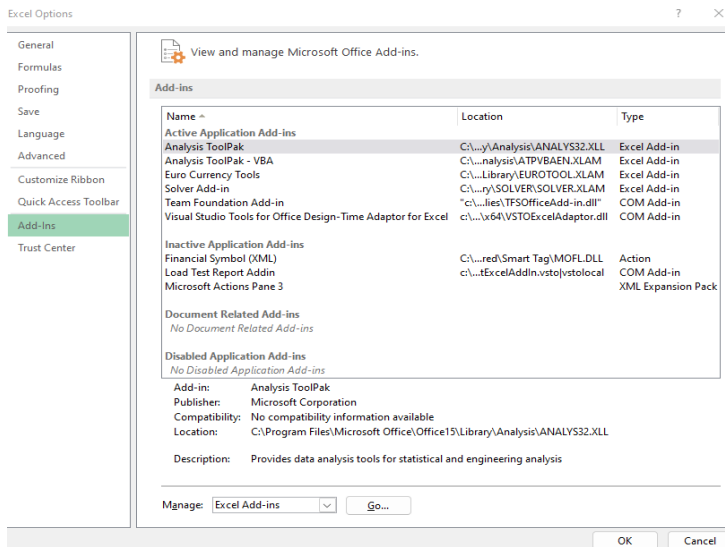 Excel Options ? ×
General
Formulas
Proofing
Save
Language
Advanced
Customize Ribbon
Quick Access Toolbar
Add-Ins
Trust Center
View and manage Microsoft Office Add-ins.
Add-ins
Name Location Type
Active Application Add-ins
Analysis ToolPak C:\...y\Analysis\ANALYS32.XLL Excel Add-in
Analysis ToolPak - VBA C:\...nalysis\ATPVBAEN.XLAM Excel Add-in
Euro Currency Tools C:\...Library\EUROTOOL.XLAM Excel Add-in
Solver Add-in C:\...ry\SOLVER\SOLVER.XLAM Excel Add-in
Team Foundation Add-in "c:\...lies\TFSOfficeAdd-in.dll" COM Add-in
Visual Studio Tools for Office Design-Time Adaptor for Excel c:\...\x64\VSTOExcelAdaptor.dll COM Add-in
Inactive Application Add-ins
Financial Symbol (XML) C:\...red\Smart Tag\MOFL.DLL Action
Load Test Report Addin c:\...tExcelAddIn.vsto|vstolocal COM Add-in
Microsoft Actions Pane 3 XML Expansion Pack
Document Related Add-ins
No Document Related Add-ins
Disabled Application Add-ins
No Disabled Application Add-ins
Add-in: Analysis ToolPak
Publisher: Microsoft Corporation
Compatibility: No compatibility information available
Location: C:\Program Files\Microsoft Office\Office15\Library\Analysis\ANALYS32.XLL
Description: Provides data analysis tools for statistical and engineering analysis
Manage: Excel Add-ins Go...
OK Cancel